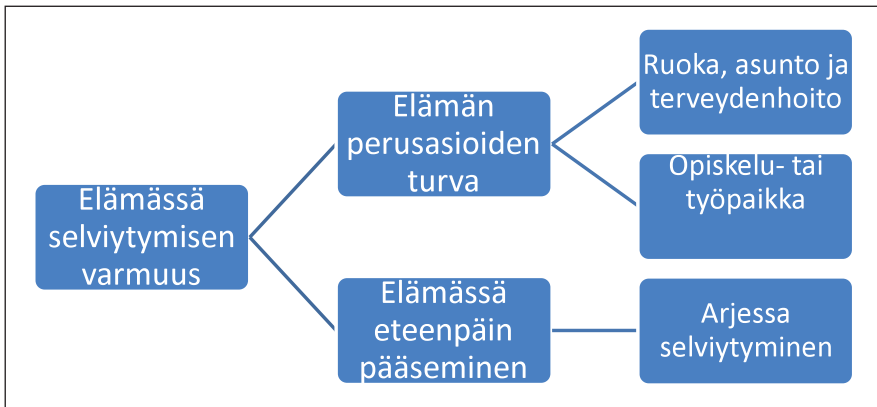 Elämässä
selviytymisen
varmuus
Elämän
perusasioiden
turva
Ruoka, asunto ja
terveydenhoito
Opiskelu- tai
työpaikka
Elämässä
eteenpäin
pääseminen
Arjessa
selviytyminen